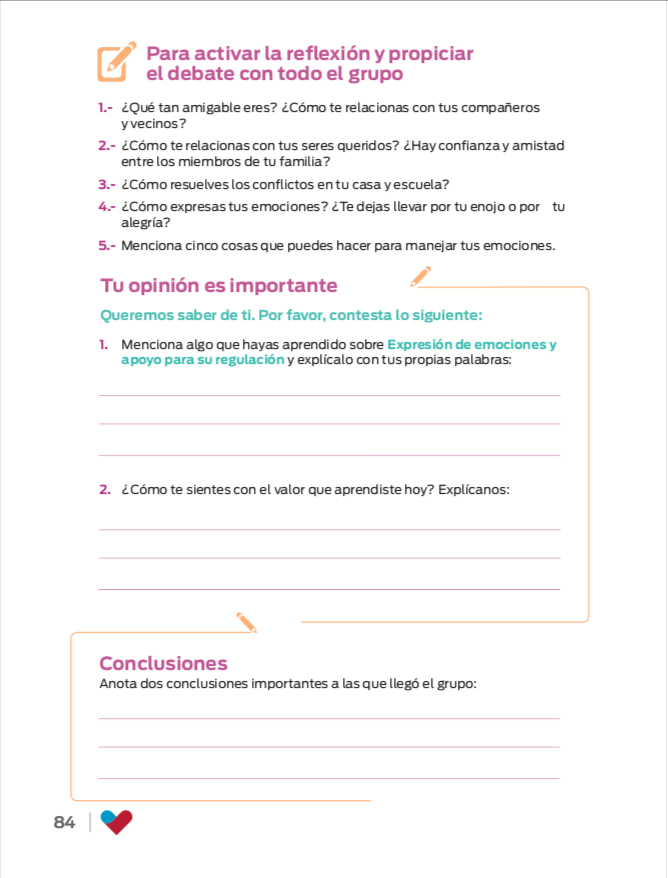 Para activar la reflexión y propiciar
el debate con todo el grupo
1.- ¿Qué tan amigable eres? ¿Cómo te relacionas con tus compañeros
y vecinos?
2.- ¿Cómo te relacionas con tus seres queridos? ¿Hay confianza y amistad
entre los miembros de tu familia?
3.- ¿Cómo resuelves los conflictos en tu casa y escuela?
4.- ¿Cómo expresas tus emociones? ¿Te dejas llevar por tu enojo o por tu
alegría?
5.- Menciona cinco cosas que puedes hacer para manejar tus emociones.
Tu opinión es importante
Queremos saber de ti. Por favor, contesta lo siguiente:
1. Menciona algo que hayas aprendido sobre Expresión de emociones y
apoyo para su regulación y explícalo con tus propias palabras:
2. ¿Cómo te sientes con el valor que aprendiste hoy? Explícanos:
Conclusiones
Anota dos conclusiones importantes a las que llegó el grupo:
84